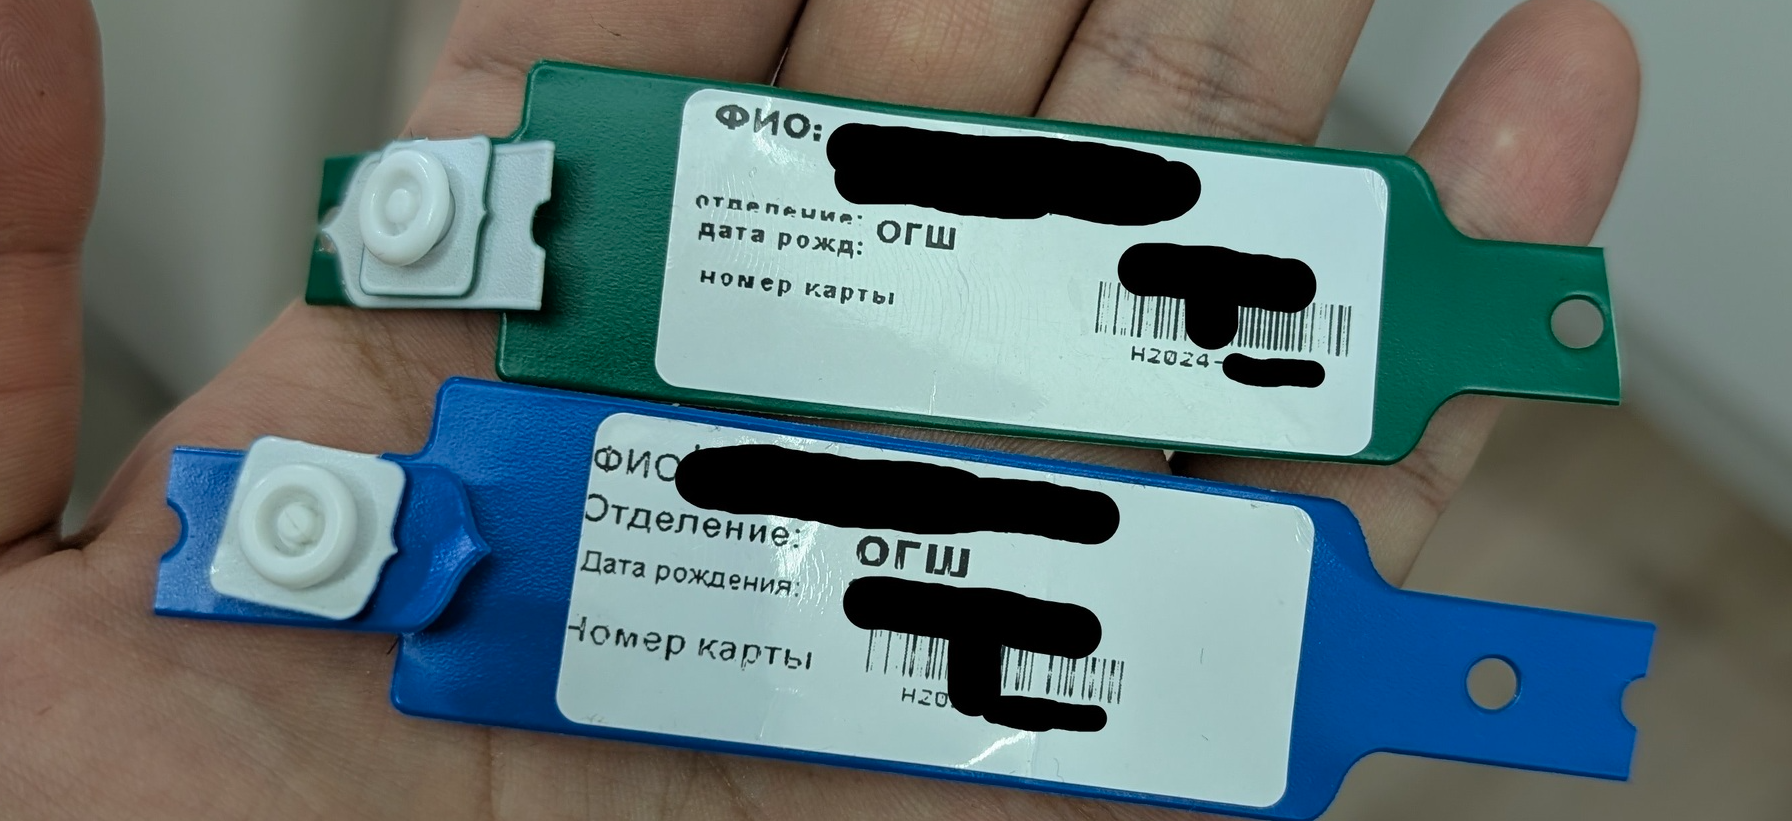 ФИО:
отделение: ОГШ
дата рожд:
номер карты
H2024-
ФИО
Отделение: ОГШ
Дата рождения:
Номер карты
H20